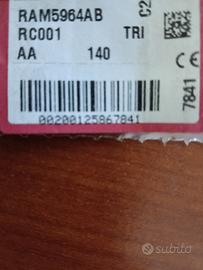 RAM5964AB
RC001 TRI
AA 140
C2
CE
7841
00200125867841
subito